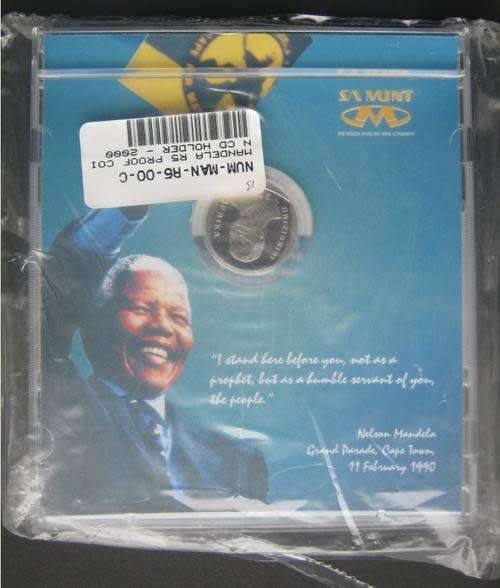 SA MINT
THE SOUTH AFRICAN MINT COMPANY
NUM-MAN-R5-00-C
MANDELA R5 PROOF COI
N CD HOLDER - 2000
"I stand here before you, not as a
prophet, but as a humble servant of you,
the people."
Nelson Mandela
Grand Parade, Cape Town
11 February 1990